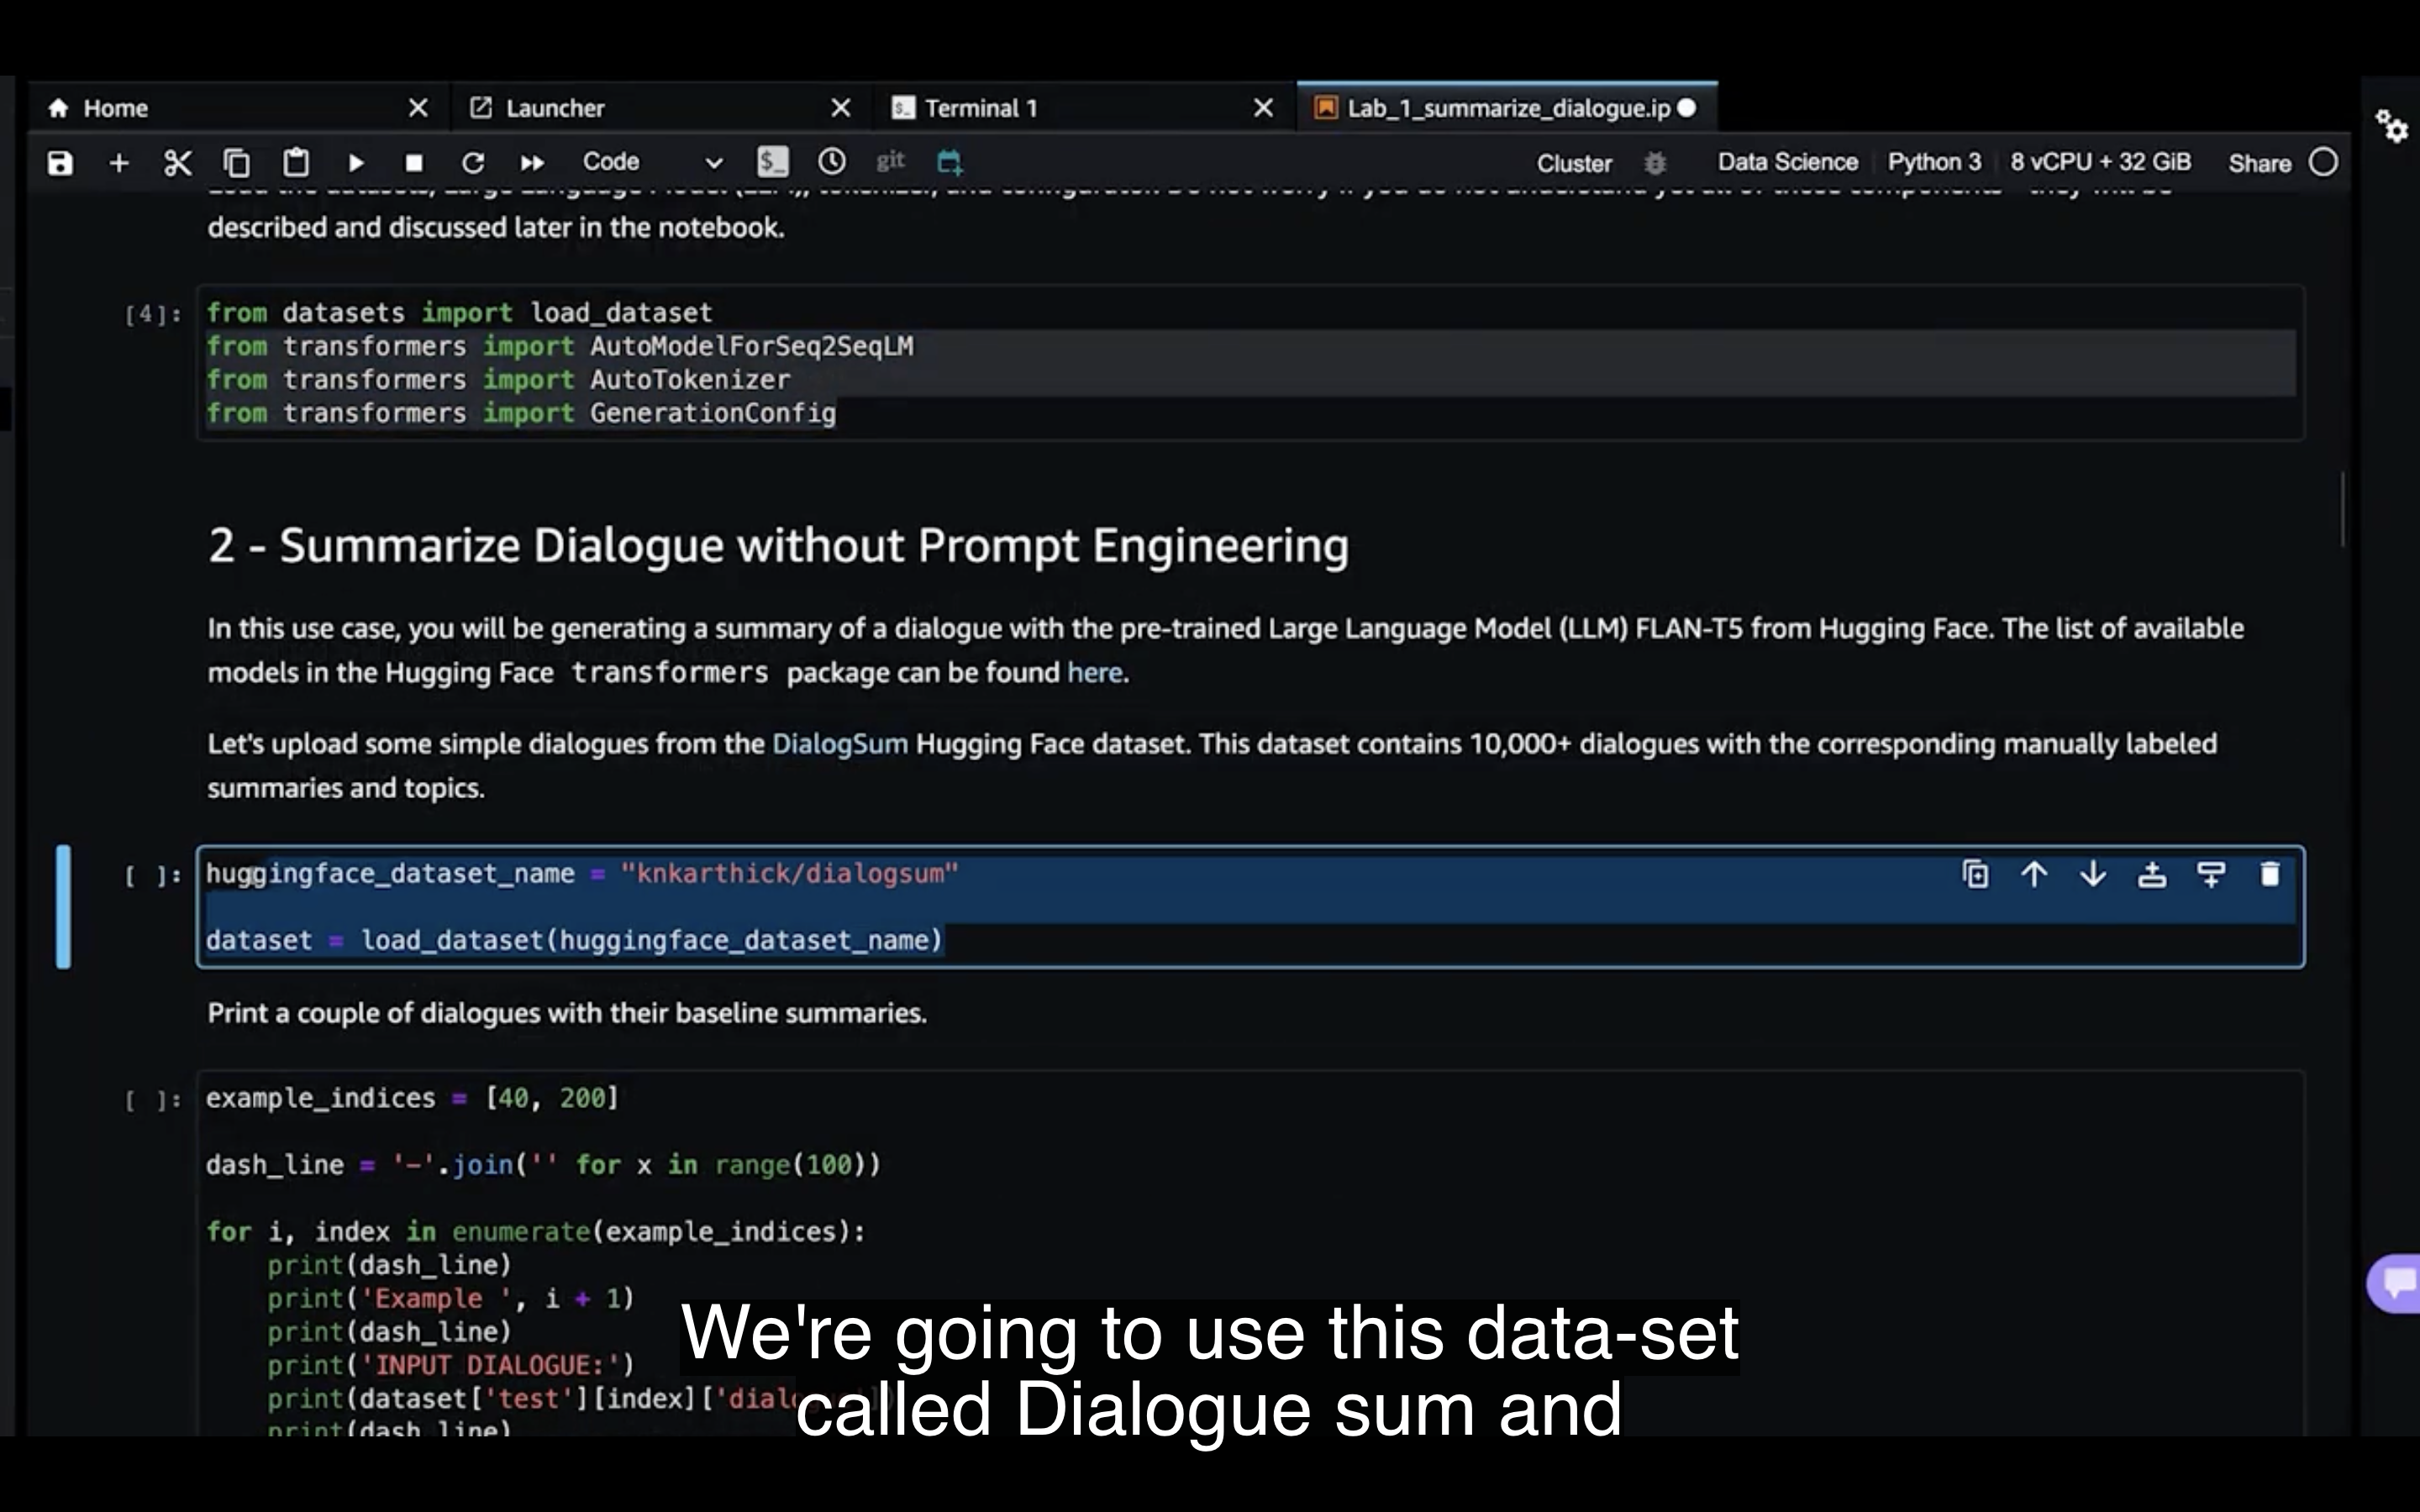 Home
Launcher
Terminal 1
Lab_1_summarize_dialogue.ip
Code
git
Cluster
Data Science
Python 3
8 vCPU + 32 GiB
Share
described and discussed later in the notebook.
[4]:
from datasets import load_dataset
from transformers import AutoModelForSeq2SeqLM
from transformers import AutoTokenizer
from transformers import GenerationConfig
2 - Summarize Dialogue without Prompt Engineering
In this use case, you will be generating a summary of a dialogue with the pre-trained Large Language Model (LLM) FLAN-T5 from Hugging Face. The list of available
models in the Hugging Face transformers package can be found here.
Let's upload some simple dialogues from the DialogSum Hugging Face dataset. This dataset contains 10,000+ dialogues with the corresponding manually labeled
summaries and topics.
[ ]:
huggingface_dataset_name = "knkarthick/dialogsum"
dataset = load_dataset(huggingface_dataset_name)
Print a couple of dialogues with their baseline summaries.
[ ]:
example_indices = [40, 200]
dash_line = '-'.join('' for x in range(100))
for i, index in enumerate(example_indices):
print(dash_line)
print('Example ', i + 1)
print(dash_line)
print('INPUT DIALOGUE:')
print(dataset['test'][index]['dial
print(dash_line)
We're going to use this data-set
called Dialogue sum and